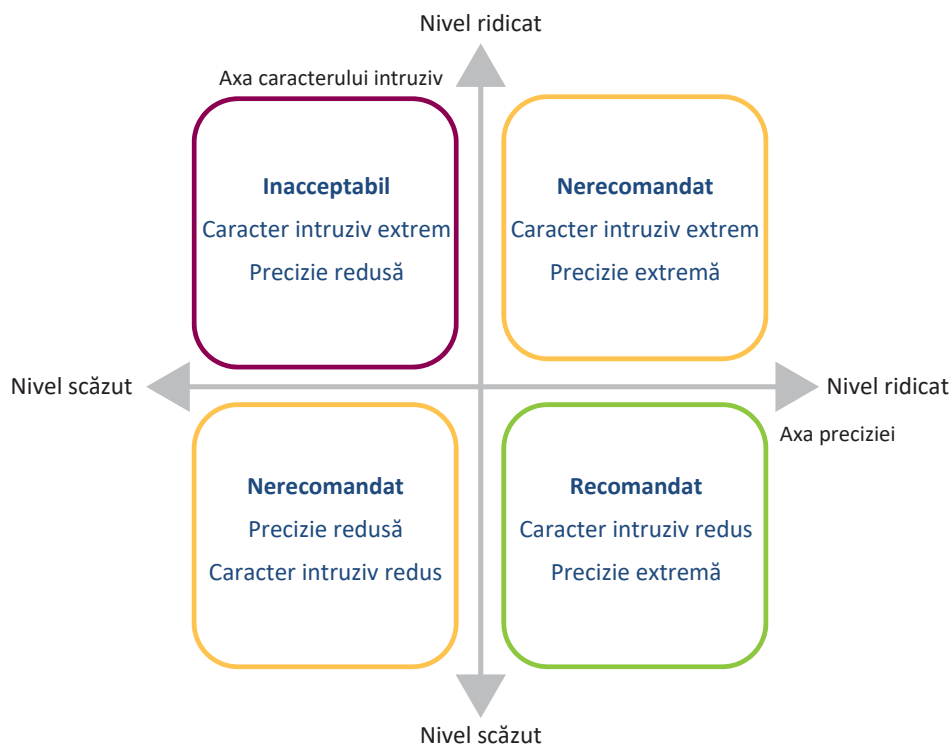 Nivel ridicat
Axa caracterului intruziv
Inacceptabil
Caracter intruziv extrem
Precizie redusă
Nerecomandat
Caracter intruziv extrem
Precizie extremă
Nivel scăzut
Nivel ridicat
Axa preciziei
Nerecomandat
Precizie redusă
Caracter intruziv redus
Recomandat
Caracter intruziv redus
Precizie extremă
Nivel scăzut